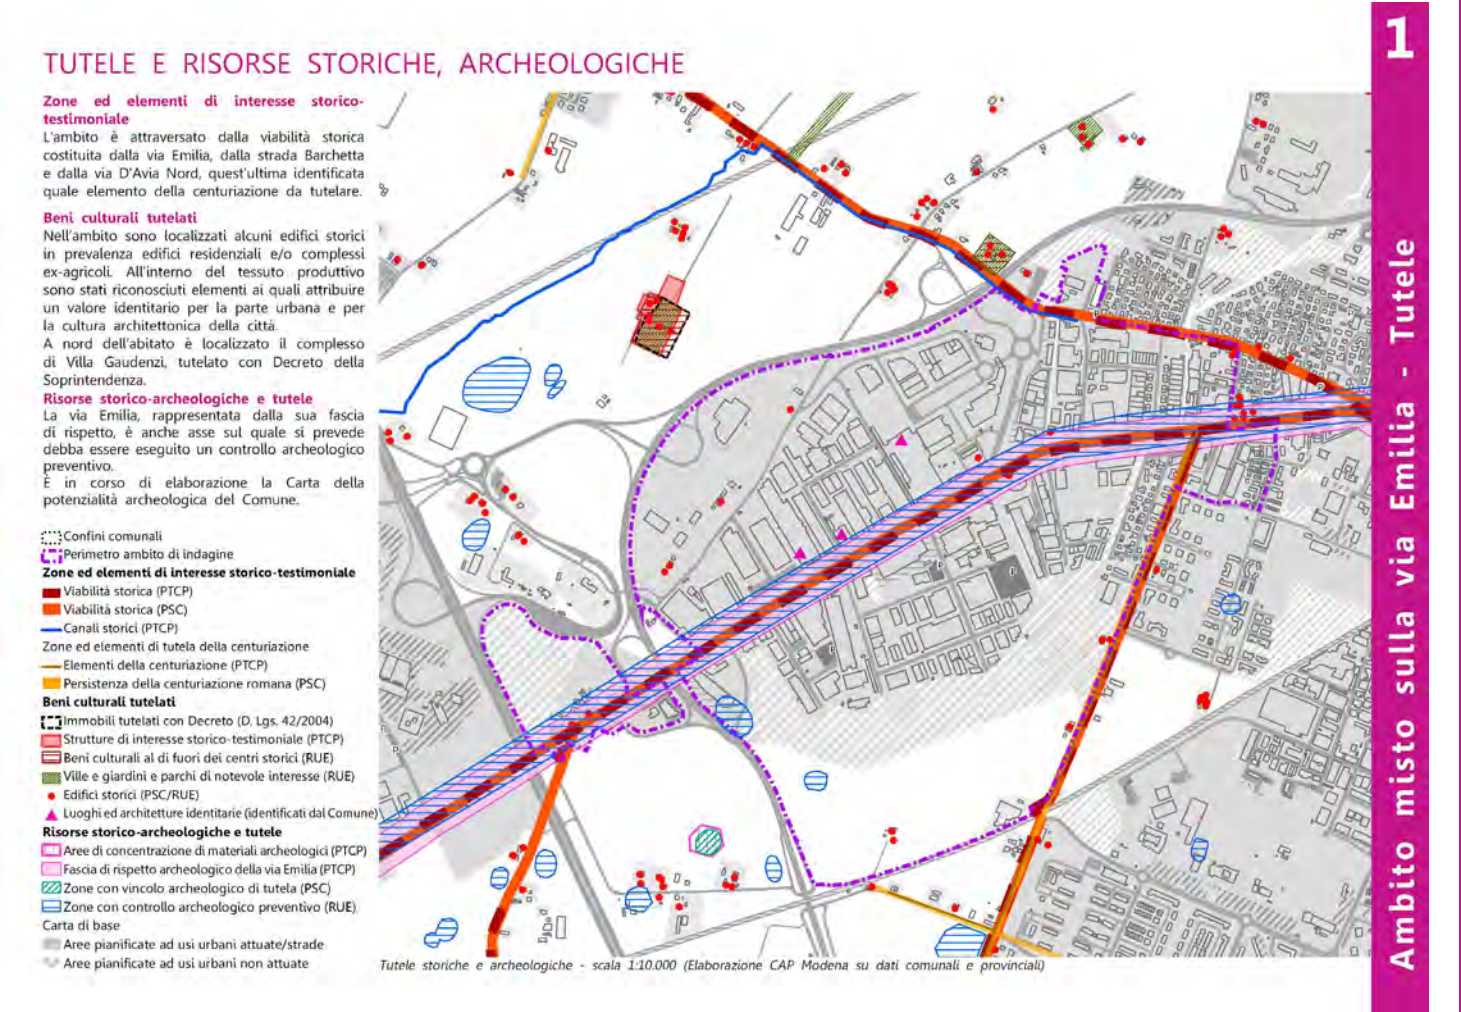 TUTELE E RISORSE STORICHE, ARCHEOLOGICHE
Zone ed elementi di interesse storico-
testimoniale
L'ambito è attraversato dalla viabilità storica
costituita dalla via Emilia, dalla strada Barchetta
e dalla via D'Avia Nord, quest'ultima identificata
quale elemento della centuriazione da tutelare.
Beni culturali tutelati
Nell'ambito sono localizzati alcuni edifici storici
in prevalenza edifici residenziali e/o complessi
ex-agricoli. All'interno del tessuto produttivo
sono stati riconosciuti elementi ai quali attribuire
un valore identitario per la parte urbana e per
la cultura architettonica della città.
A nord dell'abitato è localizzato il complesso
di Villa Gaudenzi, tutelato con Decreto della
Soprintendenza.
Risorse storico-archeologiche e tutele
La via Emilia, rappresentata dalla sua fascia
di rispetto, è anche asse sul quale si prevede
debba essere eseguito un controllo archeologico
preventivo.
È in corso di elaborazione la Carta della
potenzialità archeologica del Comune.
Confini comunali
Perimetro ambito di indagine
Zone ed elementi di interesse storico-testimoniale
Viabilità storica (PTCP)
Viabilità storica (PSC)
Canali storici (PTCP)
Zone ed elementi di tutela della centuriazione
Elementi della centuriazione (PTCP)
Persistenza della centuriazione romana (PSC)
Beni culturali tutelati
Immobili tutelati con Decreto (D. Lgs. 42/2004)
Strutture di interesse storico-testimoniale (PTCP)
Beni culturali al di fuori dei centri storici (RUE)
Ville e giardini e parchi di notevole interesse (RUE)
Edifici storici (PSC/RUE)
Luoghi ed architetture identitarie (identificati dal Comune)
Risorse storico-archeologiche e tutele
Aree di concentrazione di materiali archeologici (PTCP)
Fascia di rispetto archeologico della via Emilia (PTCP)
Zone con vincolo archeologico di tutela (PSC)
Zone con controllo archeologico preventivo (RUE)
Carta di base
Aree pianificate ad usi urbani attuate/strade
Aree pianificate ad usi urbani non attuate
Tutele storiche e archeologiche - scala 1:10.000 (Elaborazione CAP Modena su dati comunali e provinciali)
1
Ambito misto sulla via Emilia - Tutele